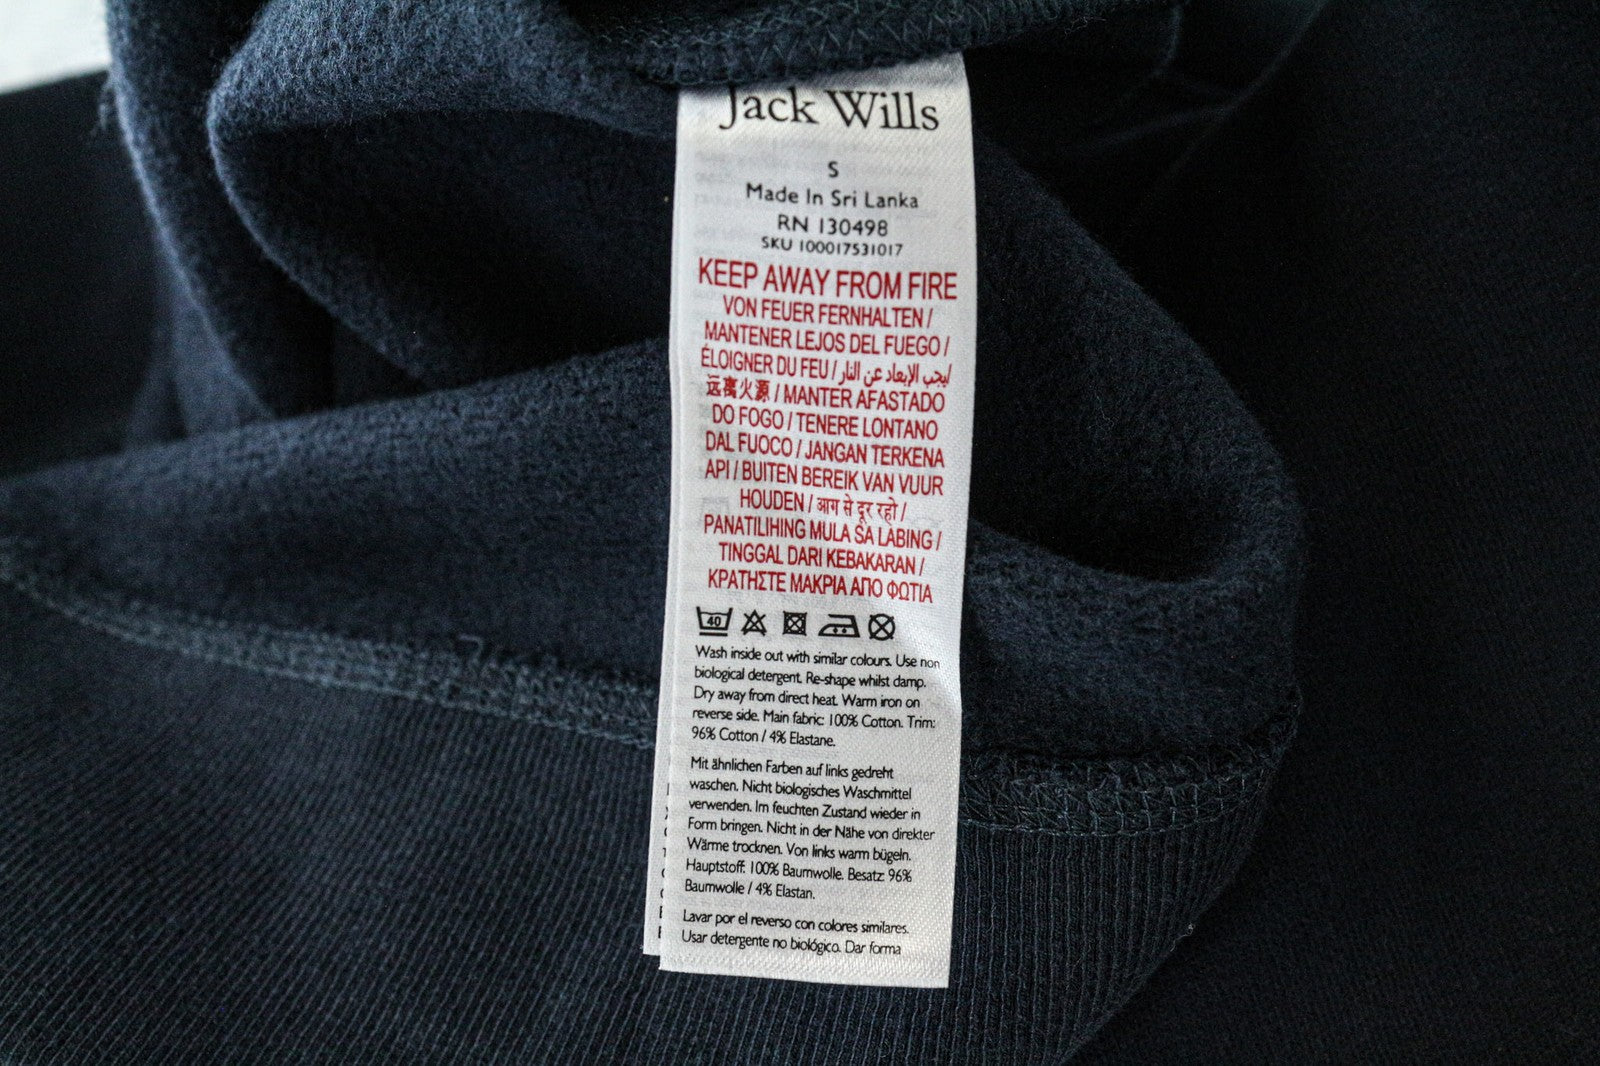 Jack Wills
S
Made In Sri Lanka
RN 130498
SKU 100017531017
KEEP AWAY FROM FIRE
VON FEUER FERNHALTEN /
MANTENER LEJOS DEL FUEGO /
ÉLOIGNER DU FEU / يجب الإبعاد عن النار/
远离火源 / MANTER AFASTADO
DO FOGO / TENERE LONTANO
DAL FUOCO / JANGAN TERKENA
API / BUITEN BEREIK VAN VUUR
HOUDEN / आग से दूर रहो /
PANATILIHING MULA SA LABING /
TINGGAL DARI KEBAKARAN /
ΚΡΑΤΗΣΤΕ ΜΑΚΡΙΑ ΑΠΟ ΦΩΤΙΑ
40
Wash inside out with similar colours. Use non
biological detergent. Re-shape whilst damp.
Dry away from direct heat. Warm iron on
reverse side. Main fabric: 100% Cotton. Trim:
96% Cotton / 4% Elastane.
Mit ähnlichen Farben auf links gedreht
waschen. Nicht biologisches Waschmittel
verwenden. Im feuchten Zustand wieder in
Form bringen. Nicht in der Nähe von direkter
Wärme trocknen. Von links warm bügeln.
Hauptstoff: 100% Baumwolle. Besatz: 96%
Baumwolle / 4% Elastan.
Lavar por el reverso con colores similares.
Usar detergente no biológico. Dar forma